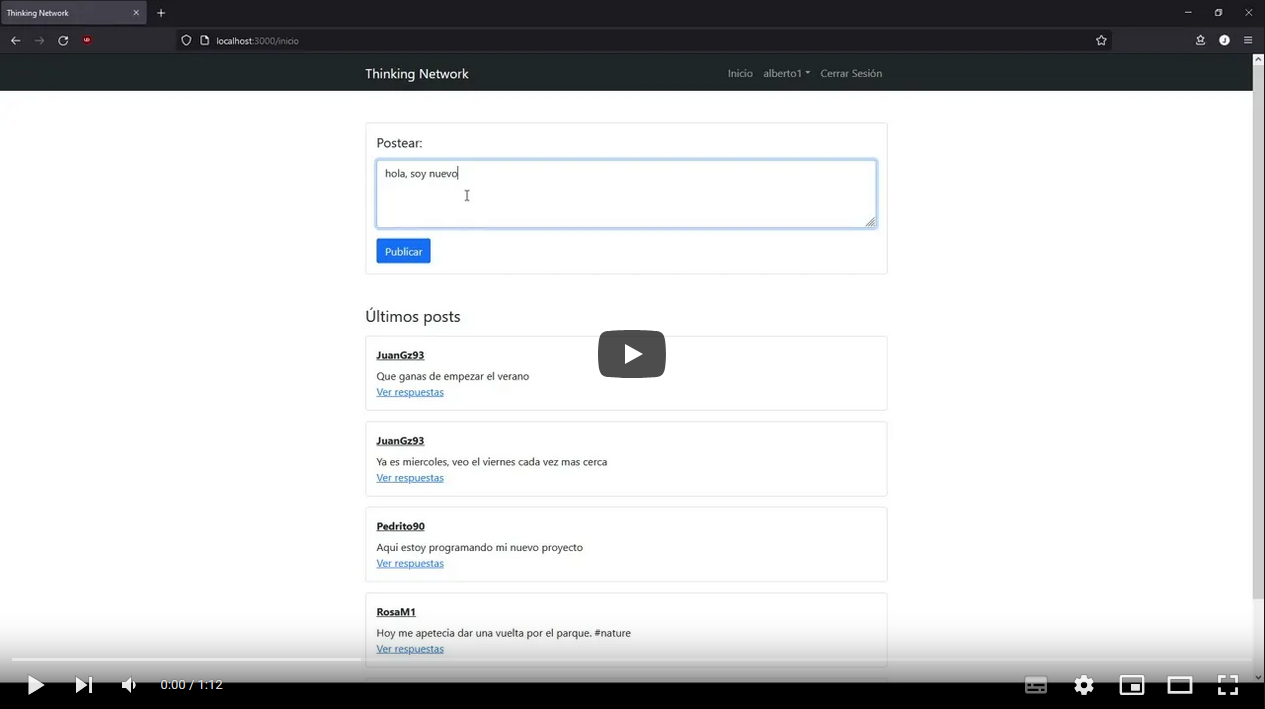 Thinking Network
localhost:3000/inicio
Thinking Network
Inicio alberto1 Cerrar Sesión
Postear:
hola, soy nuevo
Publicar
Últimos posts
JuanGz93
Que ganas de empezar el verano
Ver respuestas
JuanGz93
Ya es miercoles, veo el viernes cada vez mas cerca
Ver respuestas
Pedrito90
Aqui estoy programando mi nuevo proyecto
Ver respuestas
RosaM1
Hoy me apetecia dar una vuelta por el parque. #nature
Ver respuestas
0:00 / 1:12